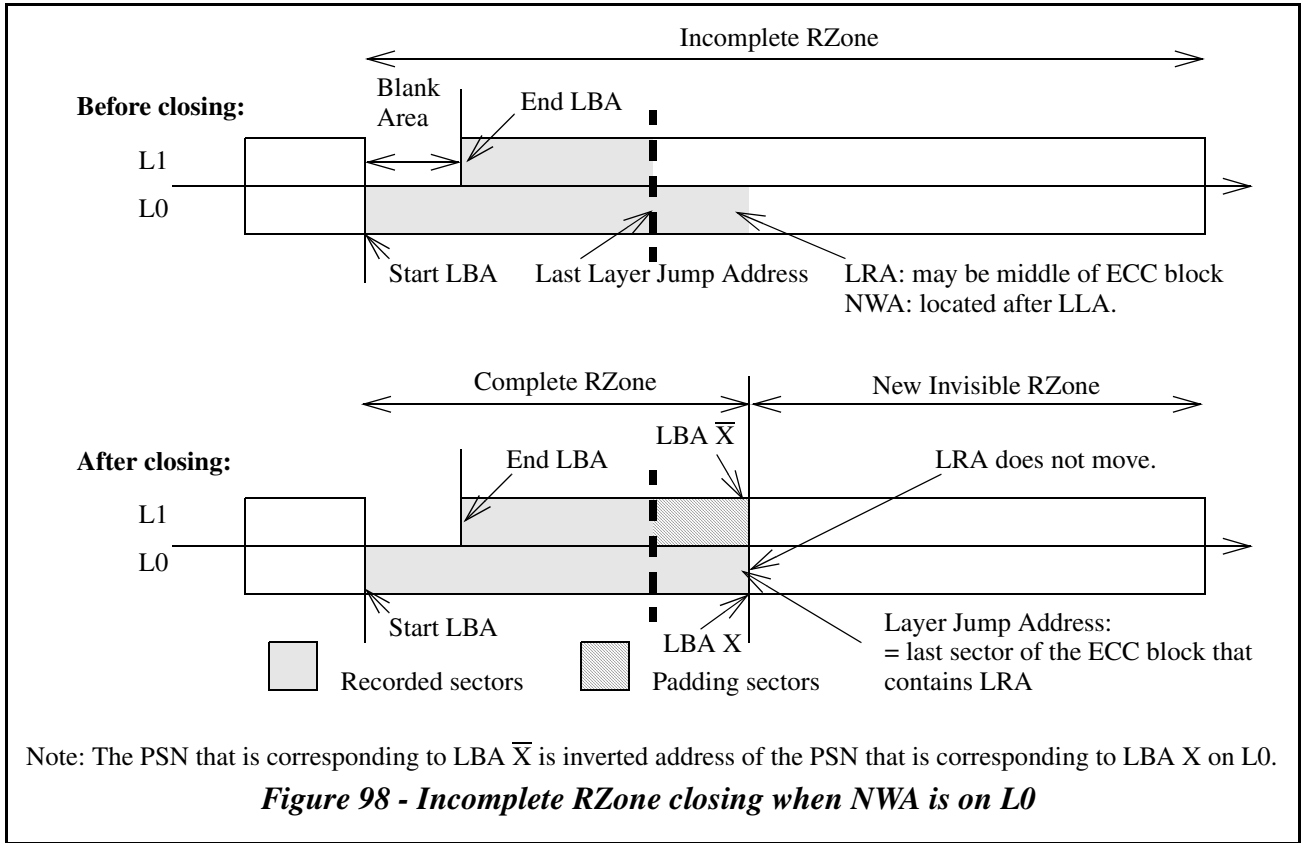 Incomplete RZone
Before closing:
Blank
Area
End LBA
L1
L0
Start LBA
Last Layer Jump Address
LRA: may be middle of ECC block
NWA: located after LLA.
Complete RZone
New Invisible RZone
LBA X̅
After closing:
End LBA
LRA does not move.
L1
L0
Start LBA
LBA X
Layer Jump Address:
= last sector of the ECC block that
contains LRA
Recorded sectors
Padding sectors
Note: The PSN that is corresponding to LBA X̅ is inverted address of the PSN that is corresponding to LBA X on L0.
Figure 98 - Incomplete RZone closing when NWA is on L0